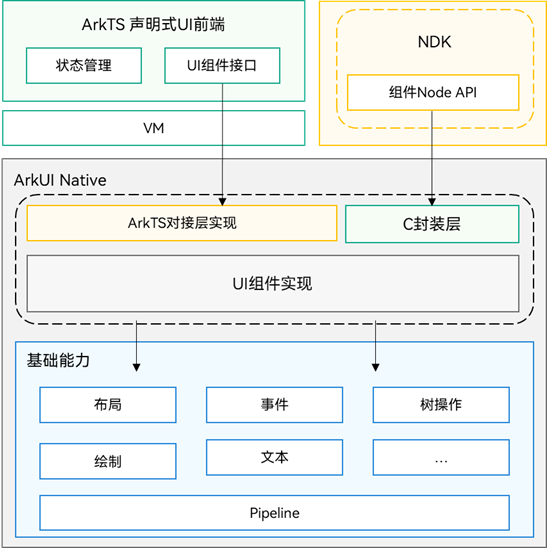 ArkTS 声明式UI前端
NDK
状态管理
UI组件接口
组件Node API
VM
ArkUI Native
ArkTS对接层实现
C封装层
UI组件实现
基础能力
布局
事件
树操作
绘制
文本
...
Pipeline